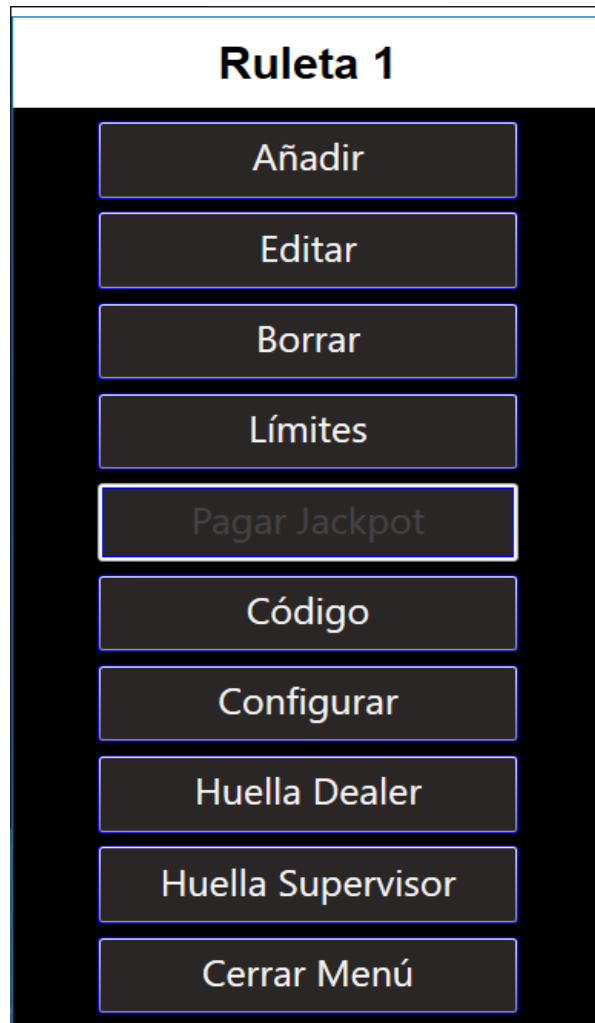 Ruleta 1
Añadir
Editar
Borrar
Límites
Pagar Jackpot
Código
Configurar
Huella Dealer
Huella Supervisor
Cerrar Menú